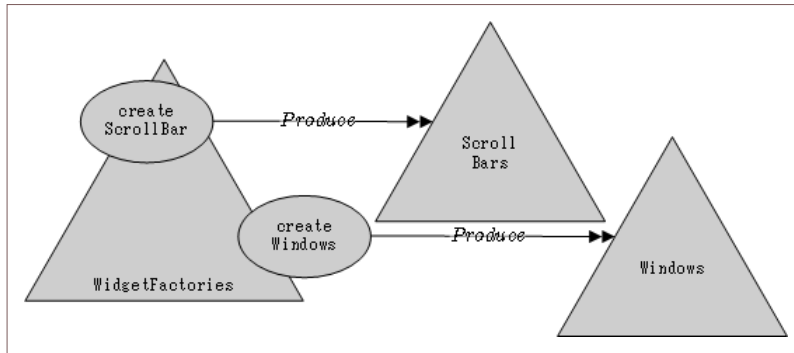 create
ScrollBar
Produce
Scroll
Bars
create
Windows
Produce
Windows
WidgetFactories